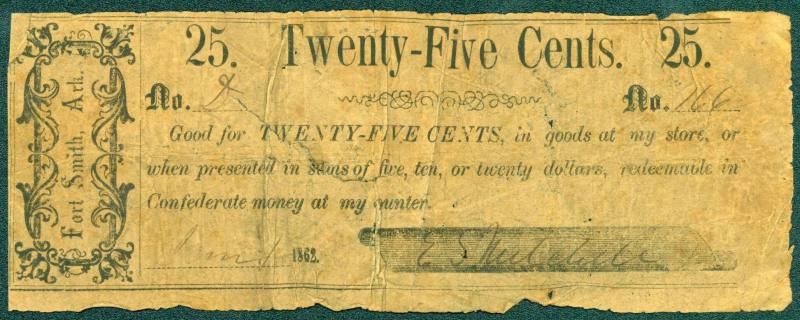 25. Twenty-Five Cents. 25.
Fort Smith, Ark.
No. No. 166
Good for TWENTY-FIVE CENTS, in goods at my store, or
when presented in sums of five, ten, or twenty dollars, redeemable in
Confederate money at my counter.
1862.